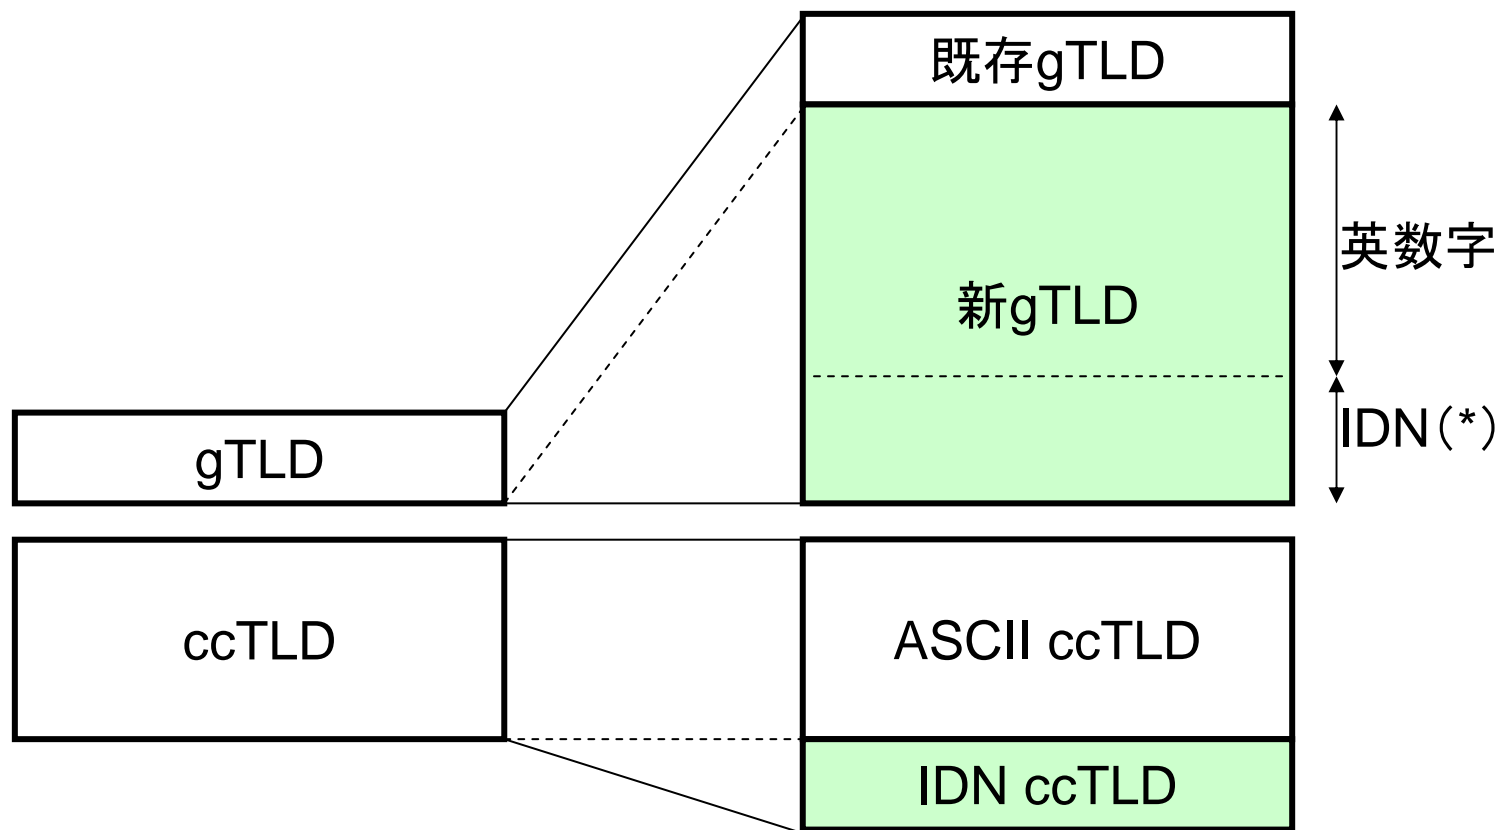 既存gTLD
英数字
新gTLD
IDN(*)
gTLD
ccTLD
ASCII ccTLD
IDN ccTLD